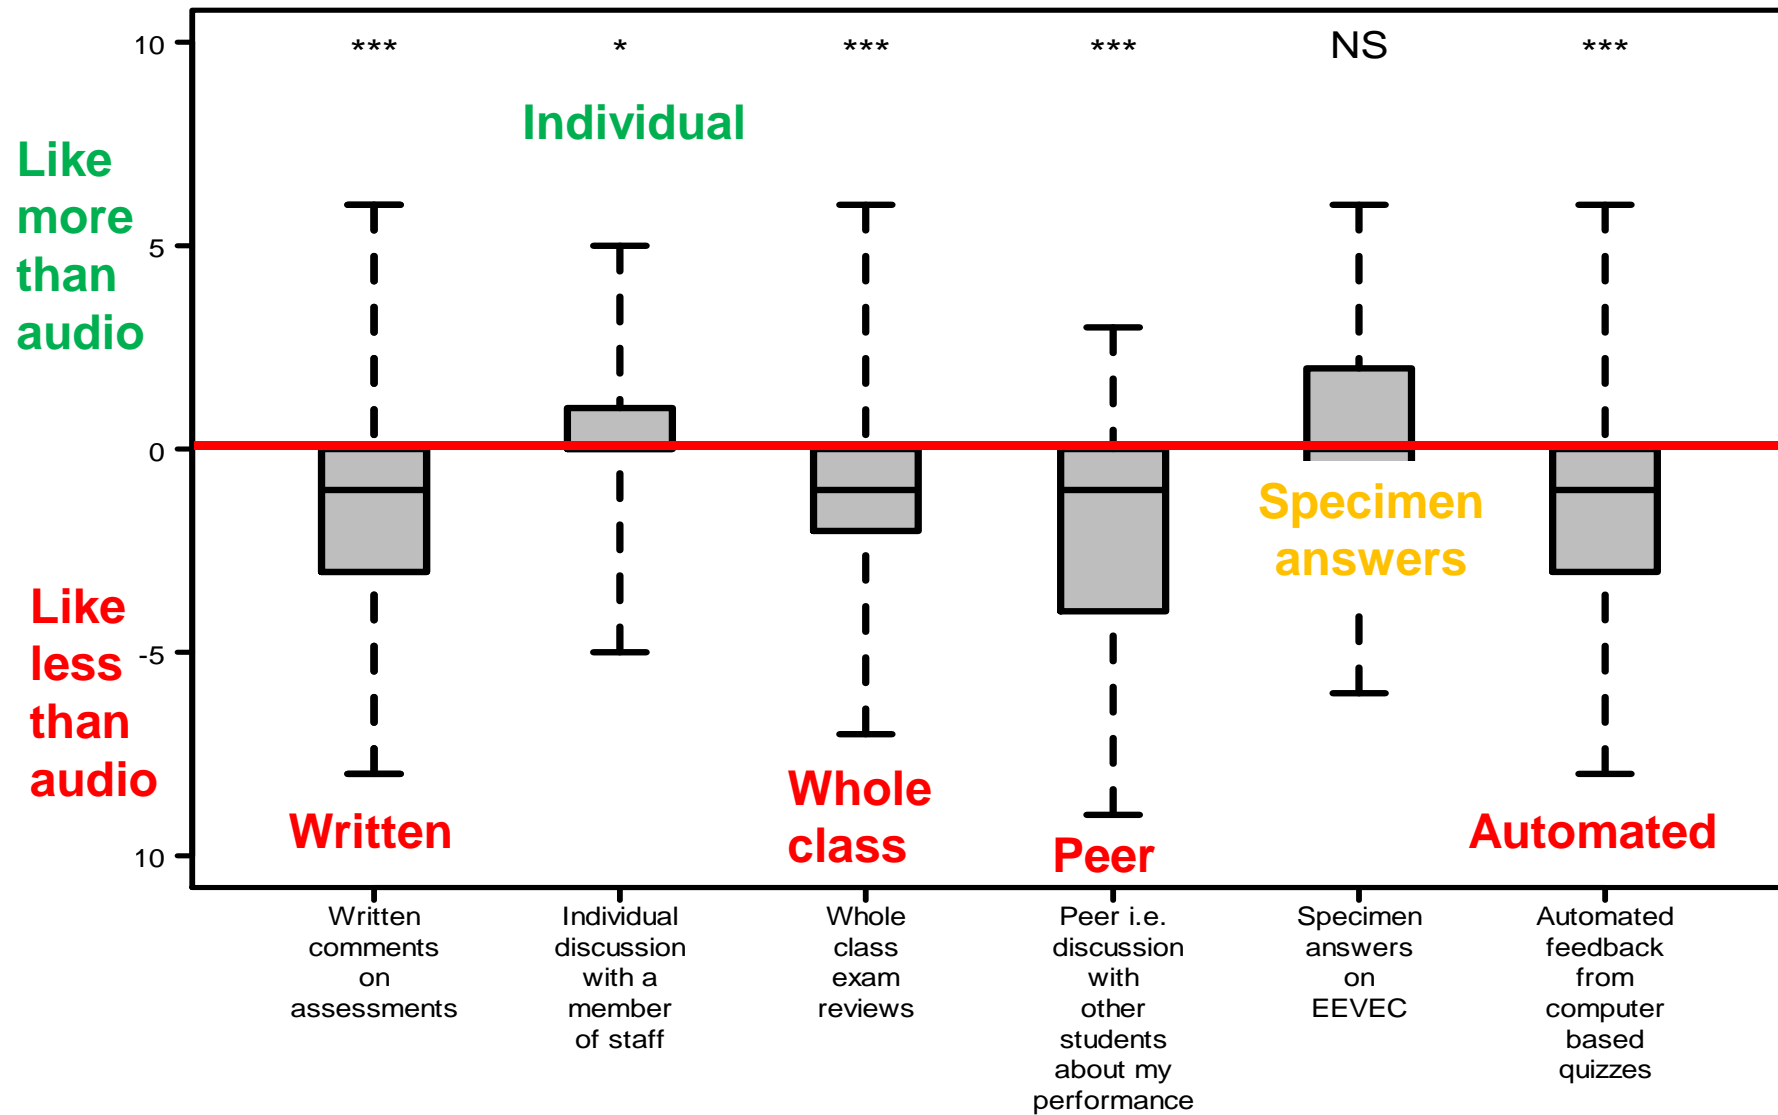 10
***
*
***
***
NS
***
Individual
Like
more
than
audio
5
0
Specimen
answers
Like
less
than
audio
-5
Written
Whole
class
Peer
Automated
10
Written
comments
on
assessments
Individual
discussion
with a
member
of staff
Whole
class
exam
reviews
Peer i.e.
discussion
with
other
students
about my
performance
Specimen
answers
on
EEVEC
Automated
feedback
from
computer
based
quizzes